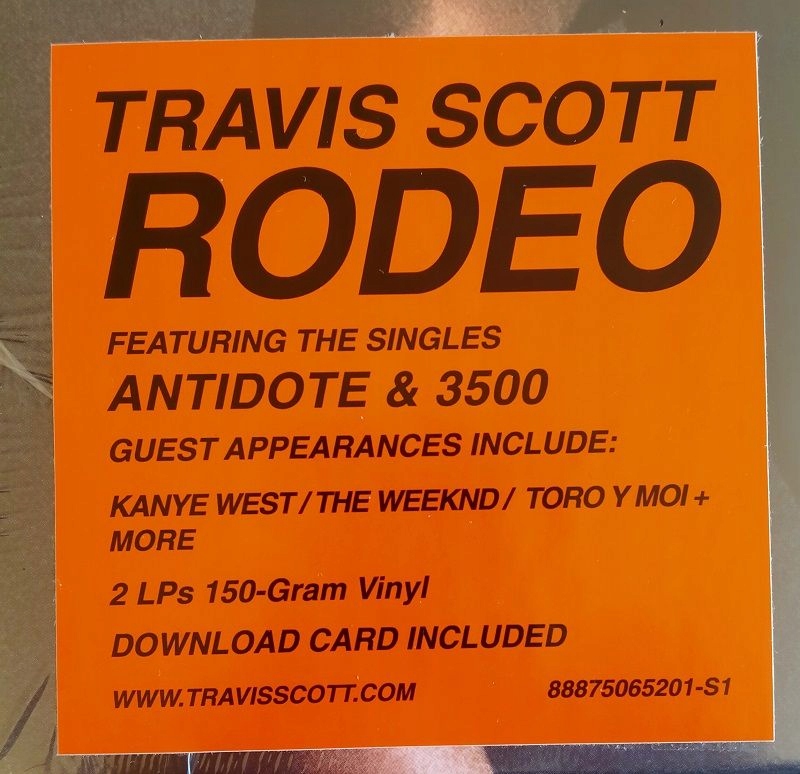 TRAVIS SCOTT
RODEO
FEATURING THE SINGLES
ANTIDOTE & 3500
GUEST APPEARANCES INCLUDE:
KANYE WEST / THE WEEKND / TORO Y MOI +
MORE
2 LPs 150-Gram Vinyl
DOWNLOAD CARD INCLUDED
WWW.TRAVISSCOTT.COM 88875065201-S1